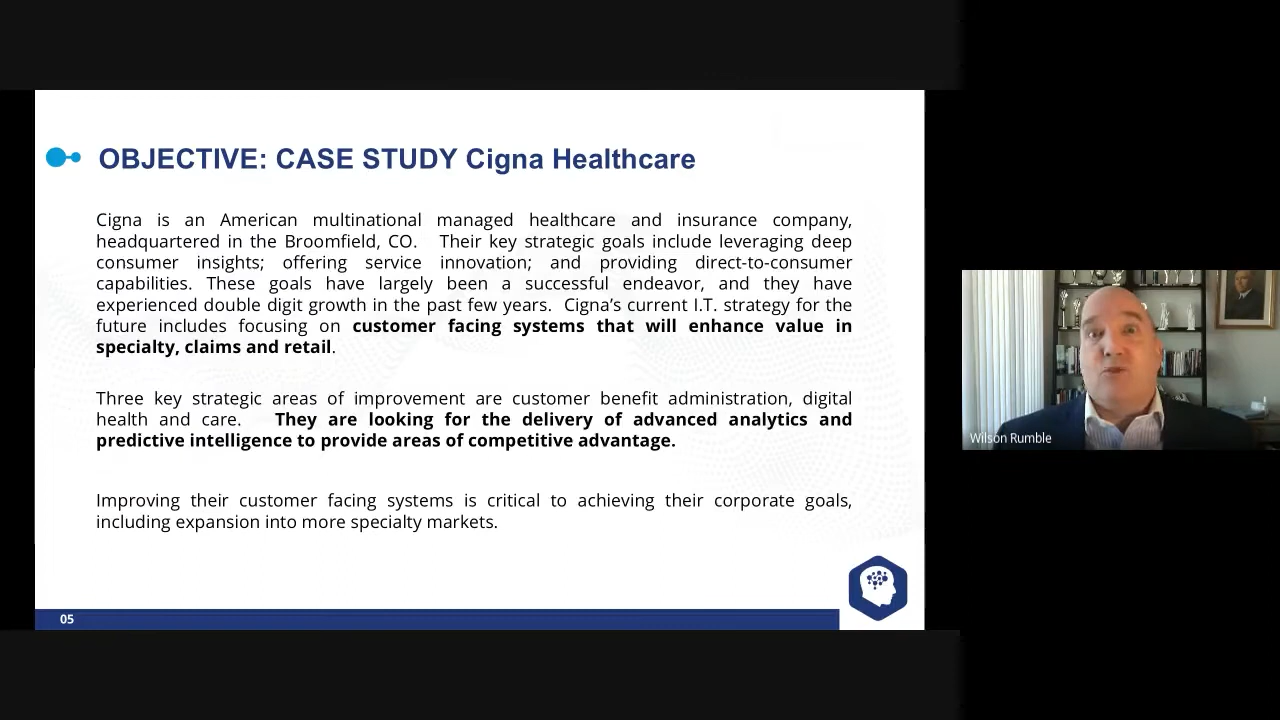 OBJECTIVE: CASE STUDY Cigna Healthcare
Cigna is an American multinational managed healthcare and insurance company,
headquartered in the Broomfield, CO. Their key strategic goals include leveraging deep
consumer insights; offering service innovation; and providing direct-to-consumer
capabilities. These goals have largely been a successful endeavor, and they have
experienced double digit growth in the past few years. Cigna’s current I.T. strategy for the
future includes focusing on customer facing systems that will enhance value in
specialty, claims and retail.
Three key strategic areas of improvement are customer benefit administration, digital
health and care. They are looking for the delivery of advanced analytics and
predictive intelligence to provide areas of competitive advantage.
Improving their customer facing systems is critical to achieving their corporate goals,
including expansion into more specialty markets.
05
Wilson Rumble